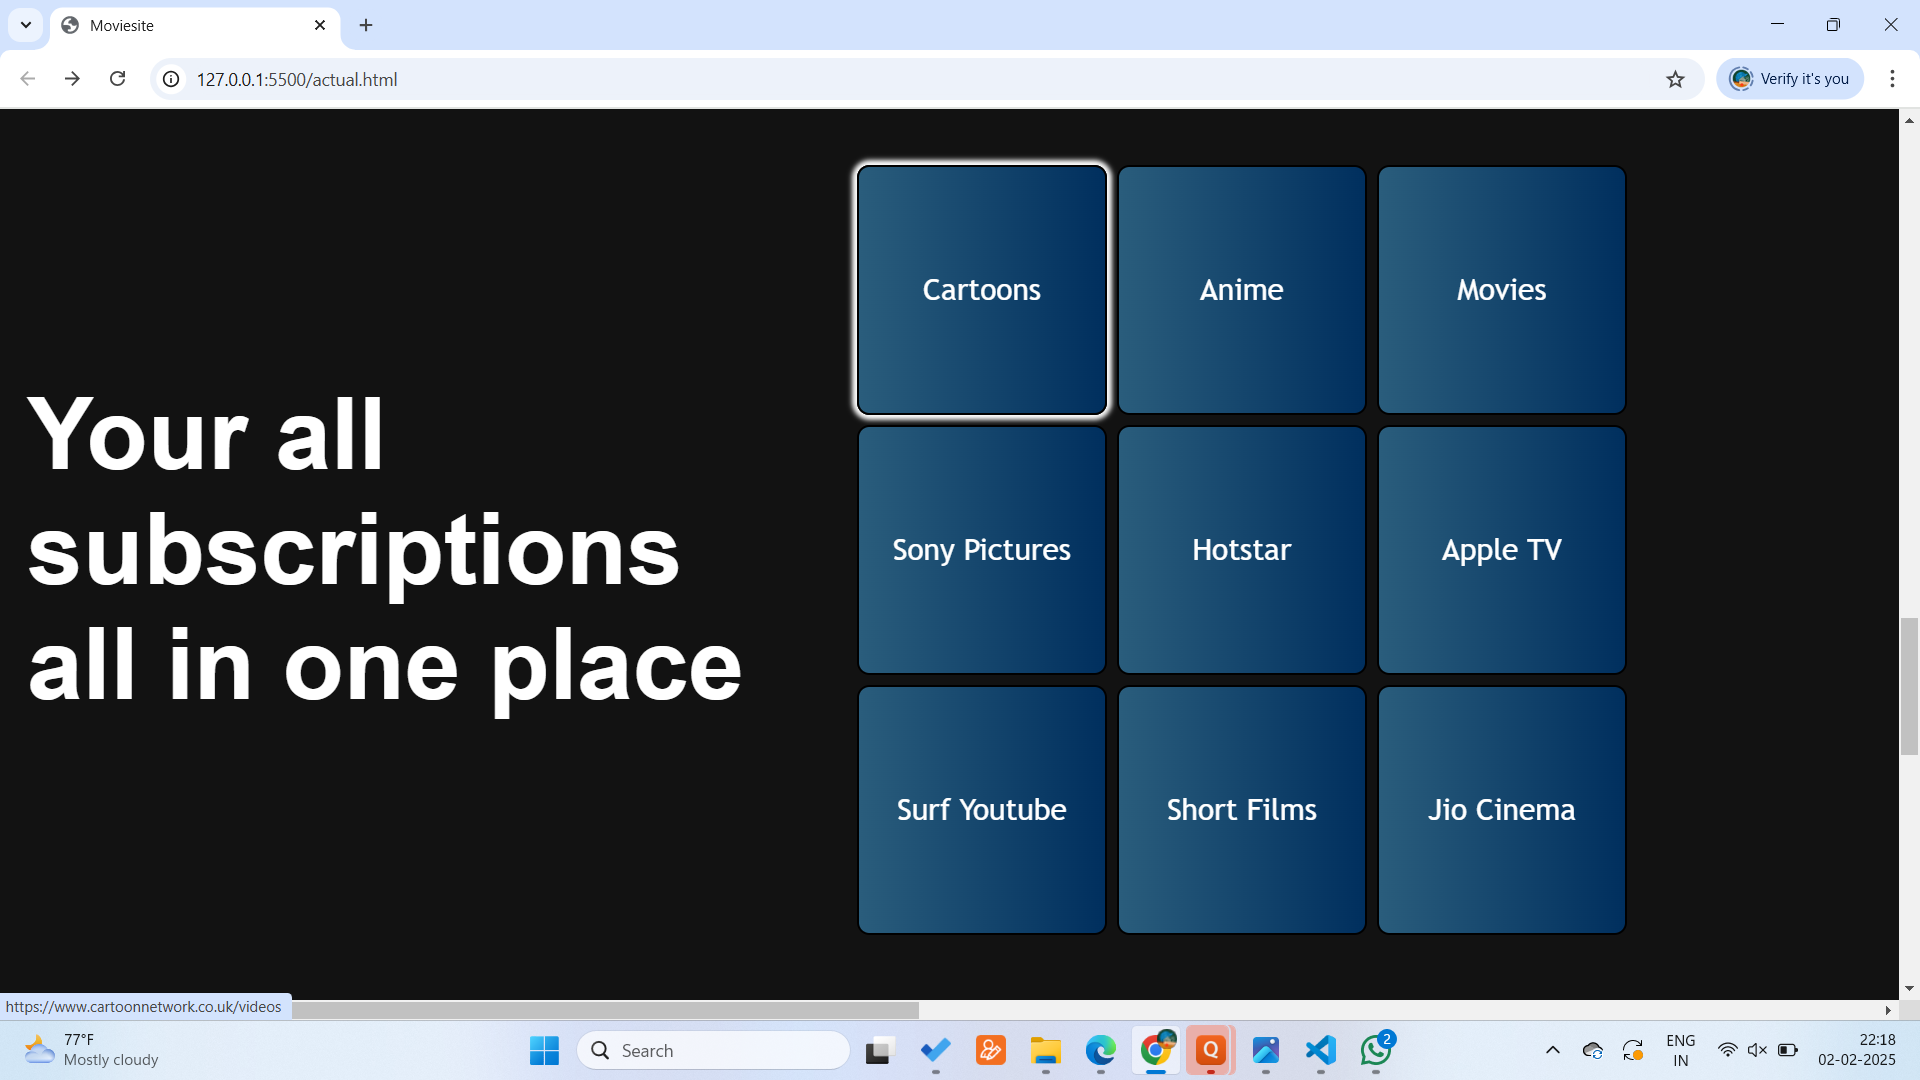 Moviesite
127.0.0.1:5500/actual.html
Verify it's you
Cartoons
Anime
Movies
Your all
subscriptions
all in one place
Sony Pictures
Hotstar
Apple TV
Surf Youtube
Short Films
Jio Cinema
https://www.cartoonnetwork.co.uk/videos
77°F
Mostly cloudy
Search
Q
2
ENG
IN
22:18
02-02-2025